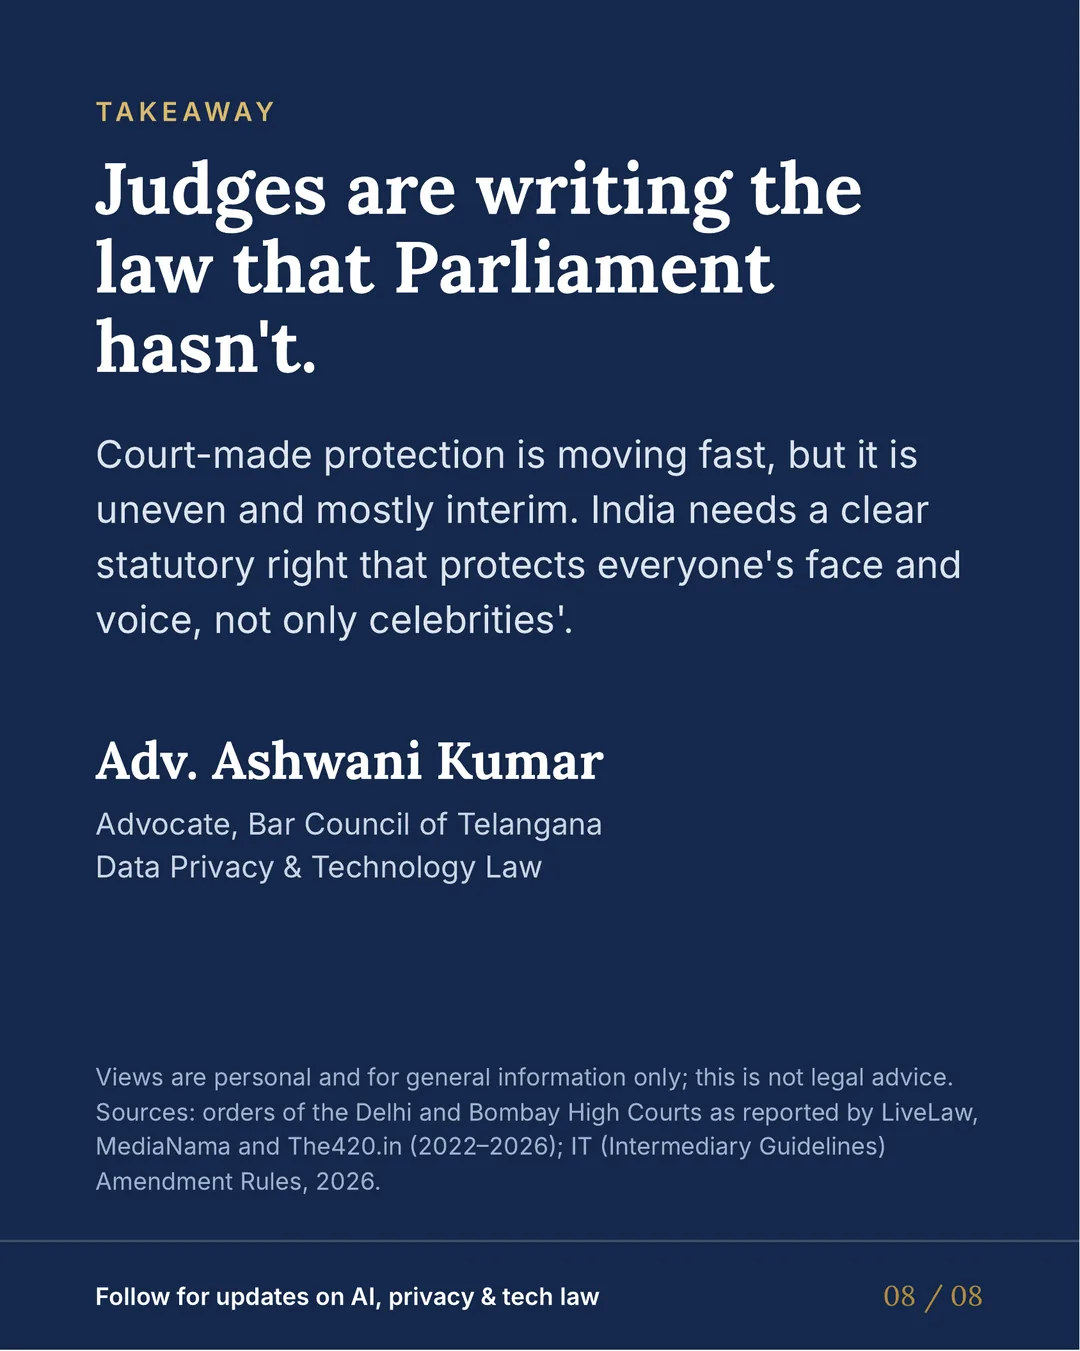 TAKEAWAY
Judges are writing the
law that Parliament
hasn't.
Court-made protection is moving fast, but it is
uneven and mostly interim. India needs a clear
statutory right that protects everyone's face and
voice, not only celebrities'.
Adv. Ashwani Kumar
Advocate, Bar Council of Telangana
Data Privacy & Technology Law
Views are personal and for general information only; this is not legal advice.
Sources: orders of the Delhi and Bombay High Courts as reported by LiveLaw,
MediaNama and The420.in (2022–2026); IT (Intermediary Guidelines)
Amendment Rules, 2026.
Follow for updates on AI, privacy & tech law
08 / 08